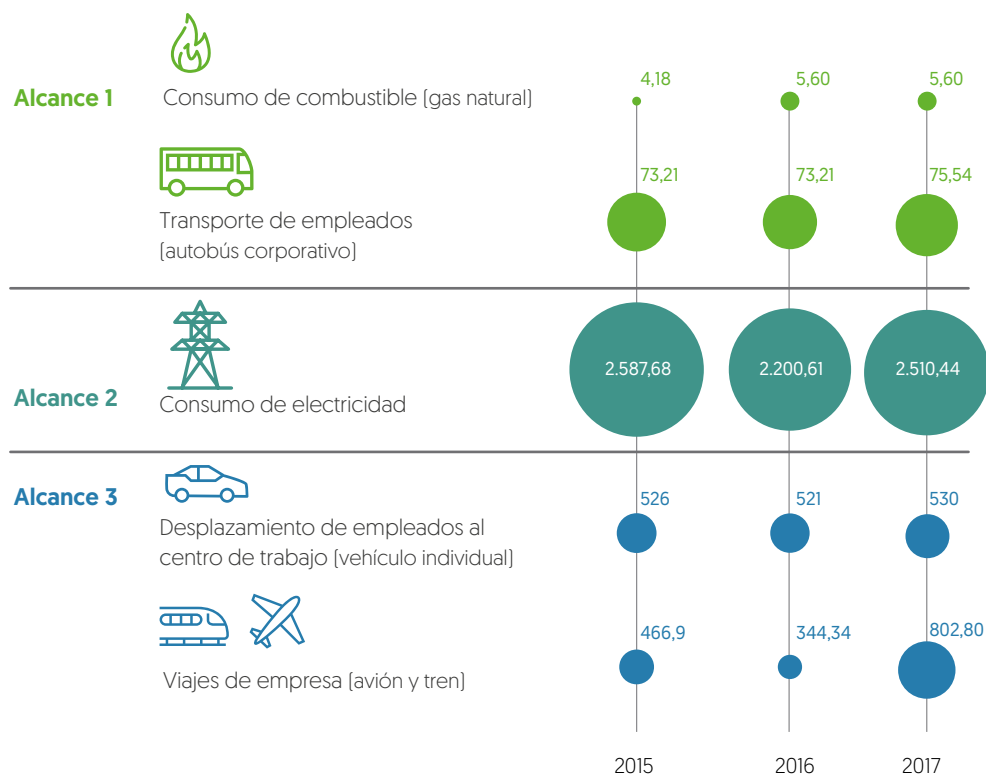 Alcance 1
Consumo de combustible (gas natural)
4,18
5,60
5,60
Transporte de empleados
(autobús corporativo)
73,21
73,21
75,54
Alcance 2
Consumo de electricidad
2.587,68
2.200,61
2.510,44
Alcance 3
Desplazamiento de empleados al
centro de trabajo (vehículo individual)
526
521
530
Viajes de empresa (avión y tren)
466,9
344,34
802,80
2015
2016
2017